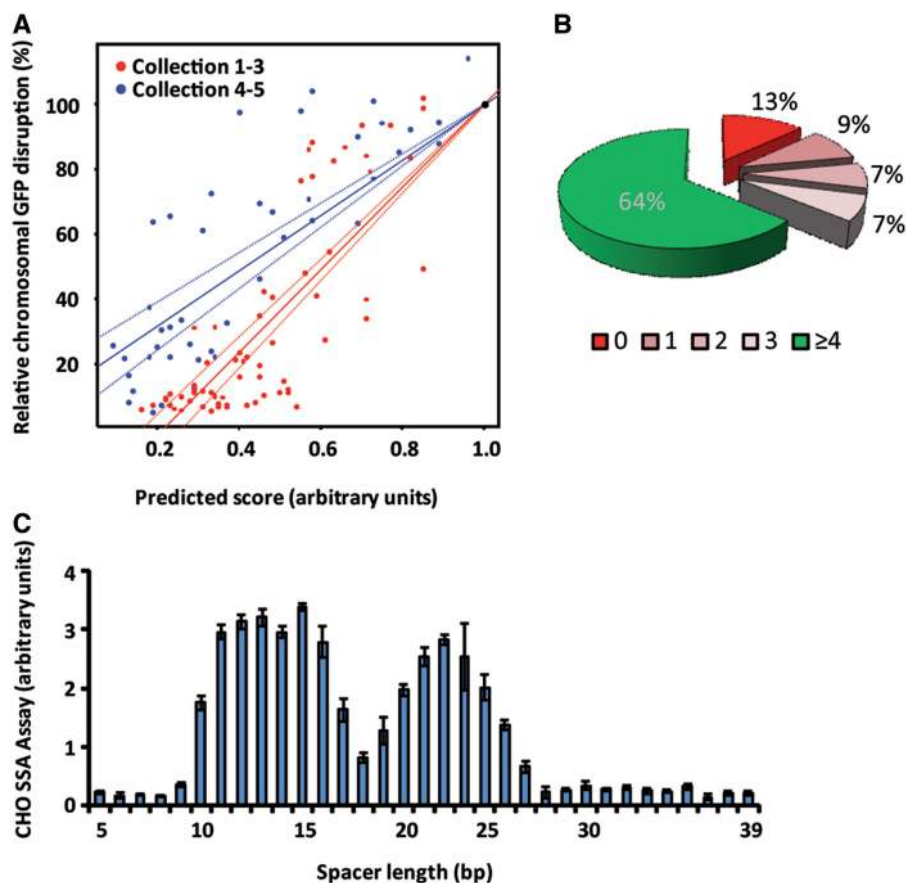 A
Relative chromosomal GFP disruption (%)
Collection 1-3
Collection 4-5
100
80
60
40
20
0.2 0.4 0.6 0.8 1.0
Predicted score (arbitrary units)
B
13%
9%
7%
7%
64%
0 1 2 3 ≥4
C
CHO SSA Assay (arbitrary units)
4
3
2
1
0
5 10 15 20 25 30 39
Spacer length (bp)